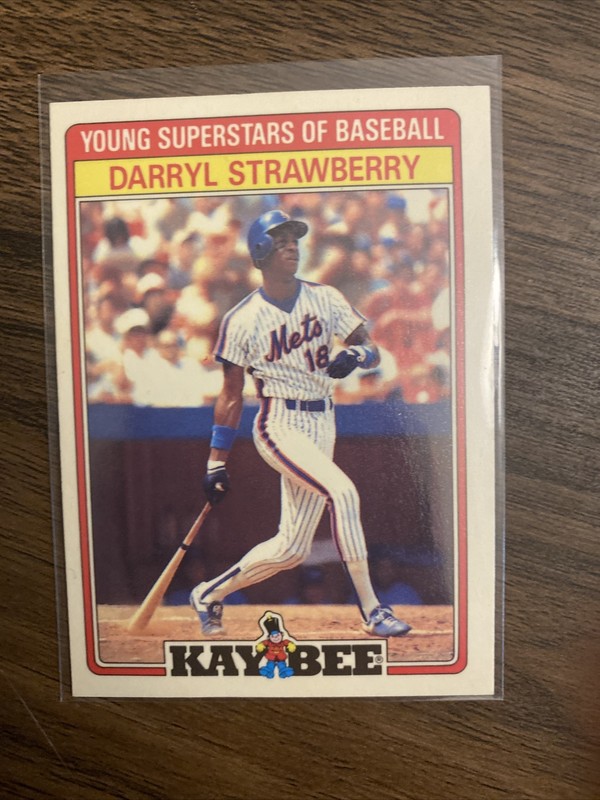 YOUNG SUPERSTARS OF BASEBALL
DARRYL STRAWBERRY
Mets
18
KAY BEE®